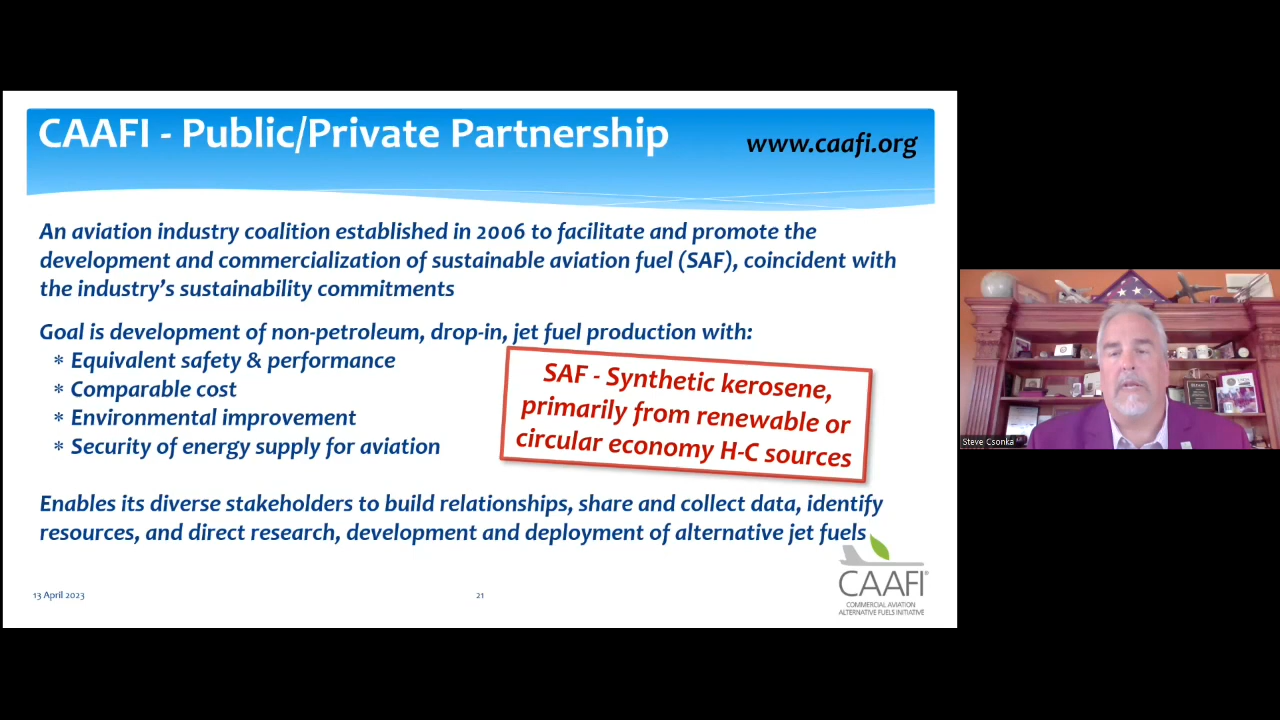 CAAFI - Public/Private Partnership
www.caafi.org
An aviation industry coalition established in 2006 to facilitate and promote the
development and commercialization of sustainable aviation fuel (SAF), coincident with
the industry's sustainability commitments
Goal is development of non-petroleum, drop-in, jet fuel production with:
* Equivalent safety & performance
* Comparable cost
* Environmental improvement
* Security of energy supply for aviation
SAF - Synthetic kerosene,
primarily from renewable or
circular economy H-C sources
Enables its diverse stakeholders to build relationships, share and collect data, identify
resources, and direct research, development and deployment of alternative jet fuels
13 April 2023
21
CAAFI®
COMMERCIAL AVIATION
ALTERNATIVE FUELS INITIATIVE
Steve Csonka